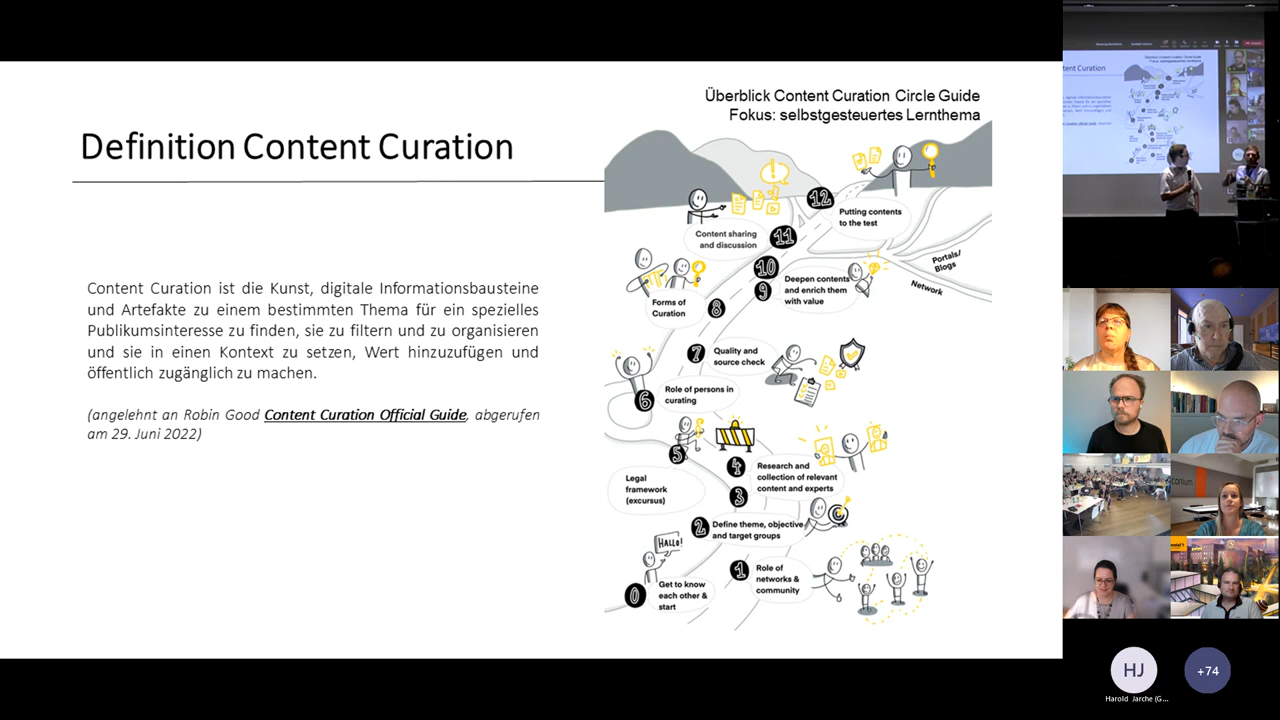 Überblick Content Curation Circle Guide
Fokus: selbstgesteuertes Lernthema
Definition Content Curation
Content Curation ist die Kunst, digitale Informationsbausteine
und Artefakte zu einem bestimmten Thema für ein spezielles
Publikumsinteresse zu finden, sie zu filtern und zu organisieren
und sie in einen Kontext zu setzen, Wert hinzuzufügen und
öffentlich zugänglich zu machen.
(angelehnt an Robin Good Content Curation Official Guide, abgerufen
am 29. Juni 2022)
12
Putting contents
to the test
Content sharing
and discussion
11
Portals/
Blogs
Network
10
9
Deepen contents
and enrich them
with value
Forms of
Curation
8
7
Quality and
source check
Role of persons in
curating
6
5
4
Research and
collection of relevant
content and experts
Legal
framework
(excursus)
3
2
Define theme, objective
and target groups
HALLO!
1
Role of
networks &
community
0
Get to know
each other &
start
HJ
+74
Harold Jarche (G...